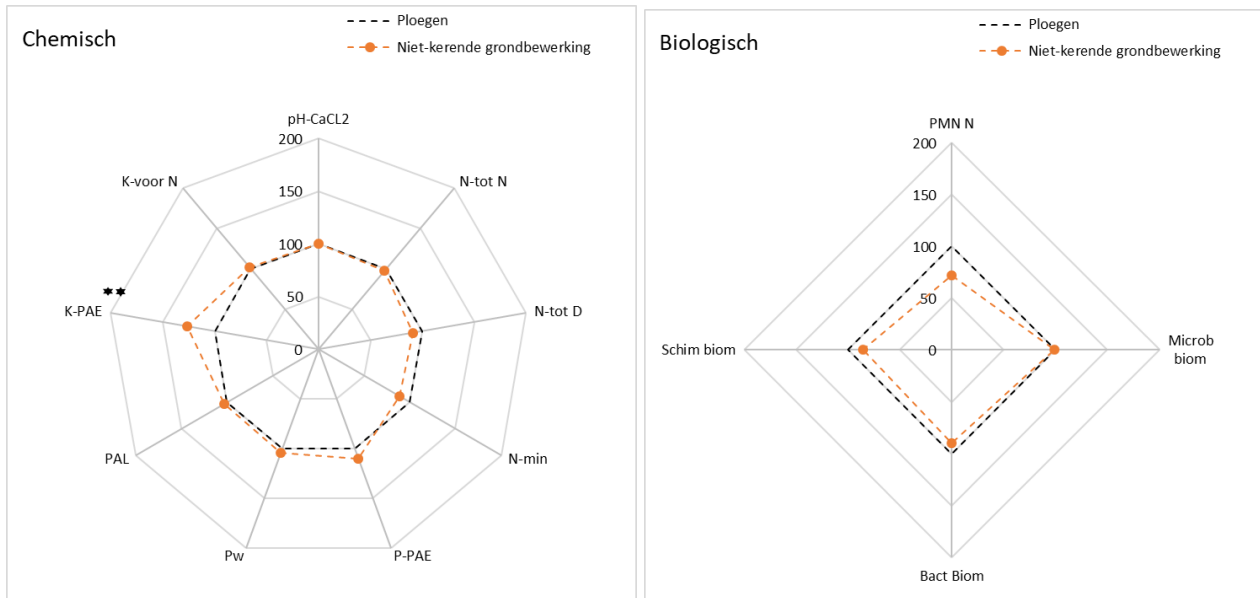 Chemisch
Ploegen
Niet-kerende grondbewerking
pH-CaCL2
200
150
100
50
0
N-tot N
N-tot D
N-min
P-PAE
Pw
PAL
K-PAE
**
K-voor N
Biologisch
Ploegen
Niet-kerende grondbewerking
PMN N
200
150
100
50
0
Microb
biom
Bact Biom
Schim biom